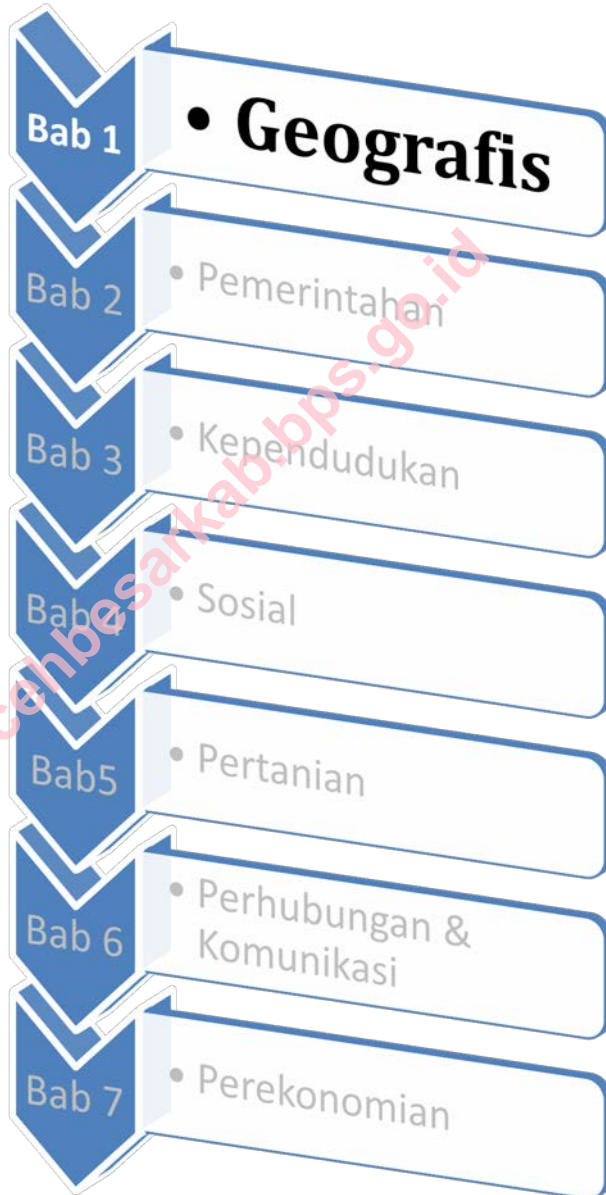 Bab 1
• Geografis
Bab 2
• Pemerintahan
Bab 3
• Kependudukan
Bab 4
• Sosial
Bab5
• Pertanian
Bab 6
• Perhubungan &
Komunikasi
Bab 7
• Perekonomian
cehbesarkab.bps.go.id